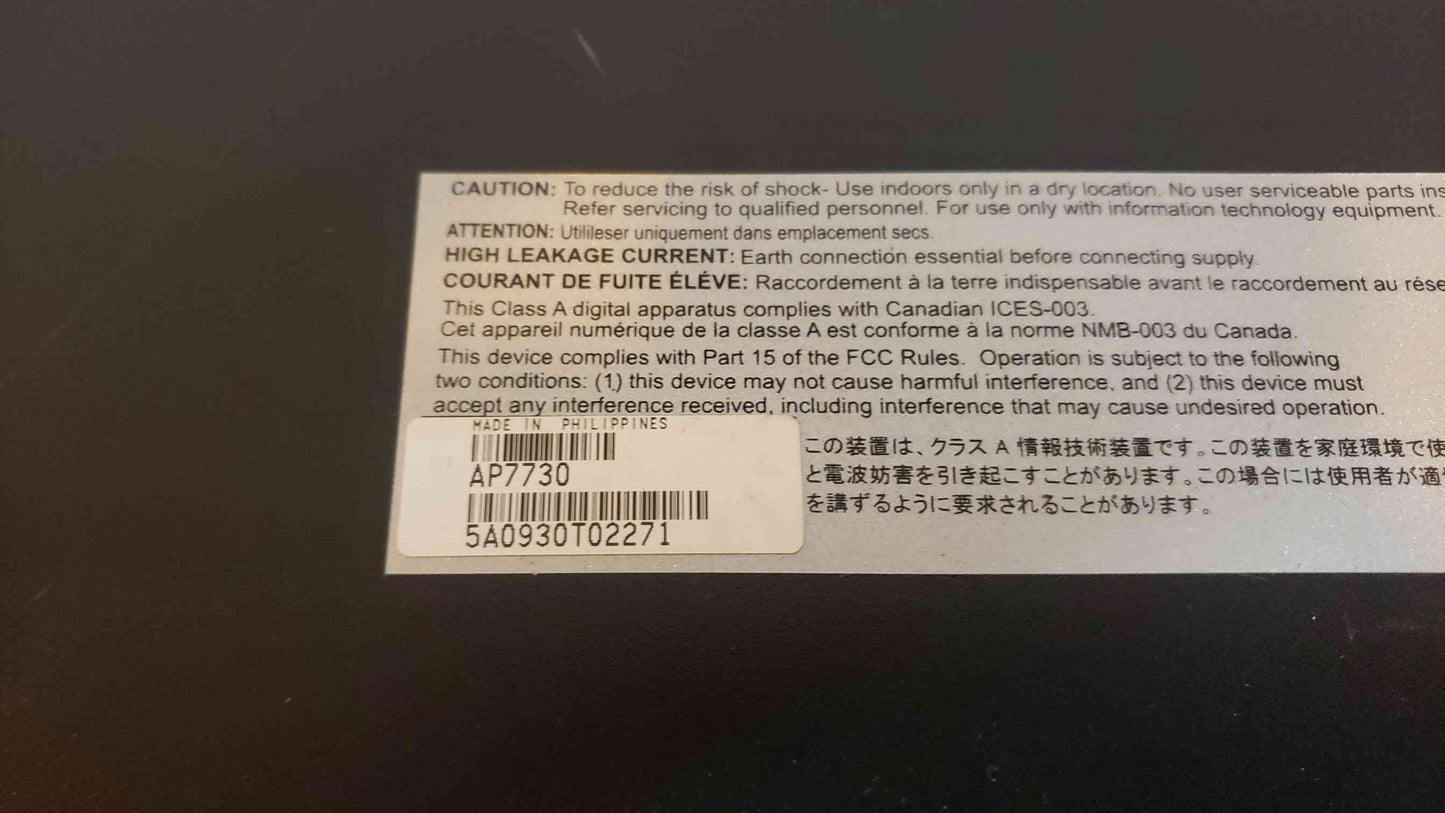 CAUTION: To reduce the risk of shock- Use indoors only in a dry location. No user serviceable parts ins
Refer servicing to qualified personnel. For use only with information technology equipment.
ATTENTION: Utilileser uniquement dans emplacement secs.
HIGH LEAKAGE CURRENT: Earth connection essential before connecting supply.
COURANT DE FUITE ÉLÉVE: Raccordement à la terre indispensable avant le raccordement au rése
This Class A digital apparatus complies with Canadian ICES-003.
Cet appareil numérique de la classe A est conforme à la norme NMB-003 du Canada.
This device complies with Part 15 of the FCC Rules. Operation is subject to the following
two conditions: (1) this device may not cause harmful interference, and (2) this device must
accept any interference received, including interference that may cause undesired operation.
MADE IN PHILIPPINES
AP7730
5A0930T02271
この装置は、クラス A 情報技術装置です。この装置を家庭環境で使
と電波妨害を引き起こすことがあります。この場合には使用者が適
を講ずるように要求されることがあります。